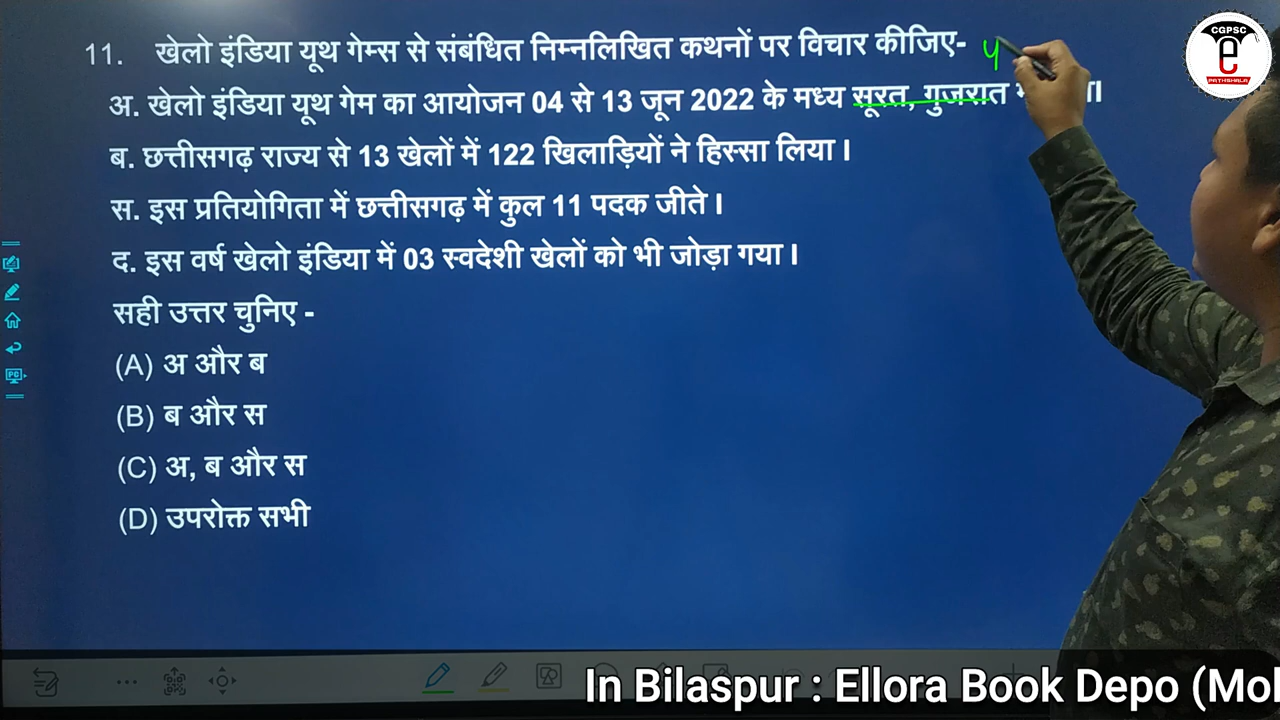 11. खेलो इंडिया यूथ गेम्स से संबंधित निम्नलिखित कथनों पर विचार कीजिए-
अ. खेलो इंडिया यूथ गेम का आयोजन 04 से 13 जून 2022 के मध्य सूरत, गुजरात
ब. छत्तीसगढ़ राज्य से 13 खेलों में 122 खिलाड़ियों ने हिस्सा लिया।
स. इस प्रतियोगिता में छत्तीसगढ़ में कुल 11 पदक जीते।
द. इस वर्ष खेलो इंडिया में 03 स्वदेशी खेलों को भी जोड़ा गया।
सही उत्तर चुनिए -
(A) अ और ब
(B) ब और स
(C) अ, ब और स
(D) उपरोक्त सभी
CGPSC
e
PATHSHALA
In Bilaspur : Ellora Book Depo (Mol